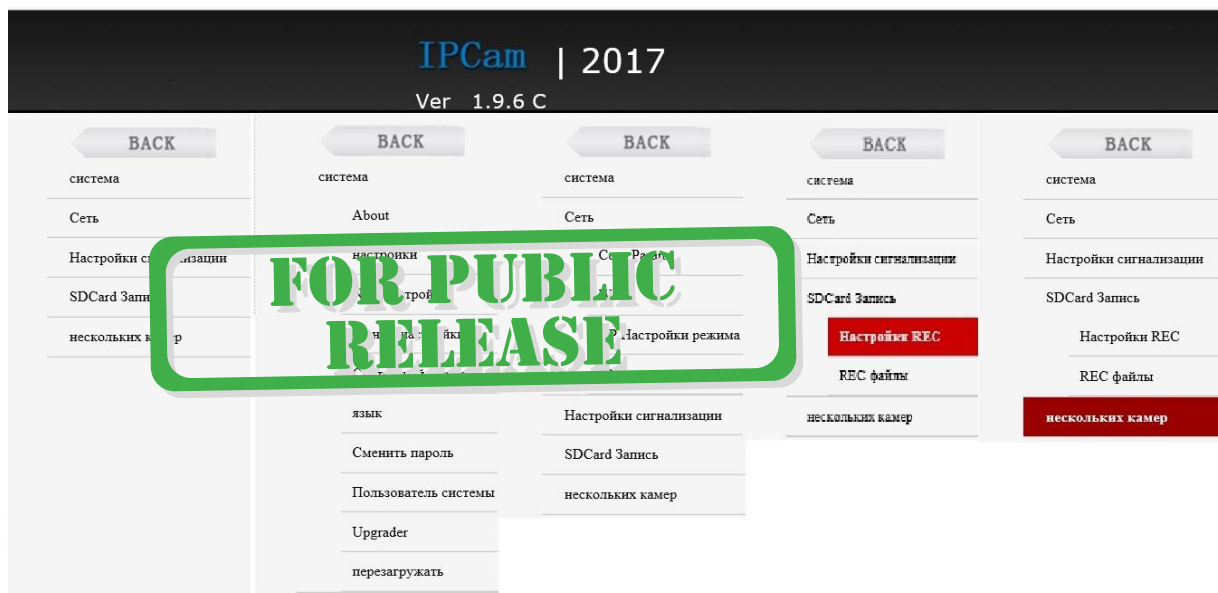 IPCam | 2017
Ver 1.9.6 C
BACK
система
Сеть
Настройки
SDCard
нескольких
BACK
система
About
настройки
язык
Сменить пароль
Пользователь системы
Upgrader
перезагружать
BACK
система
Сеть
Настройки режима
Настройки сигнализации
SDCard Запись
нескольких камер
BACK
система
Сеть
Настройки сигнализации
SDCard Запись
Настройки REC
REC файлы
нескольких камер
BACK
система
Сеть
Настройки сигнализации
SDCard Запись
Настройки REC
REC файлы
нескольких камер
FOR PUBLIC
RELEASE